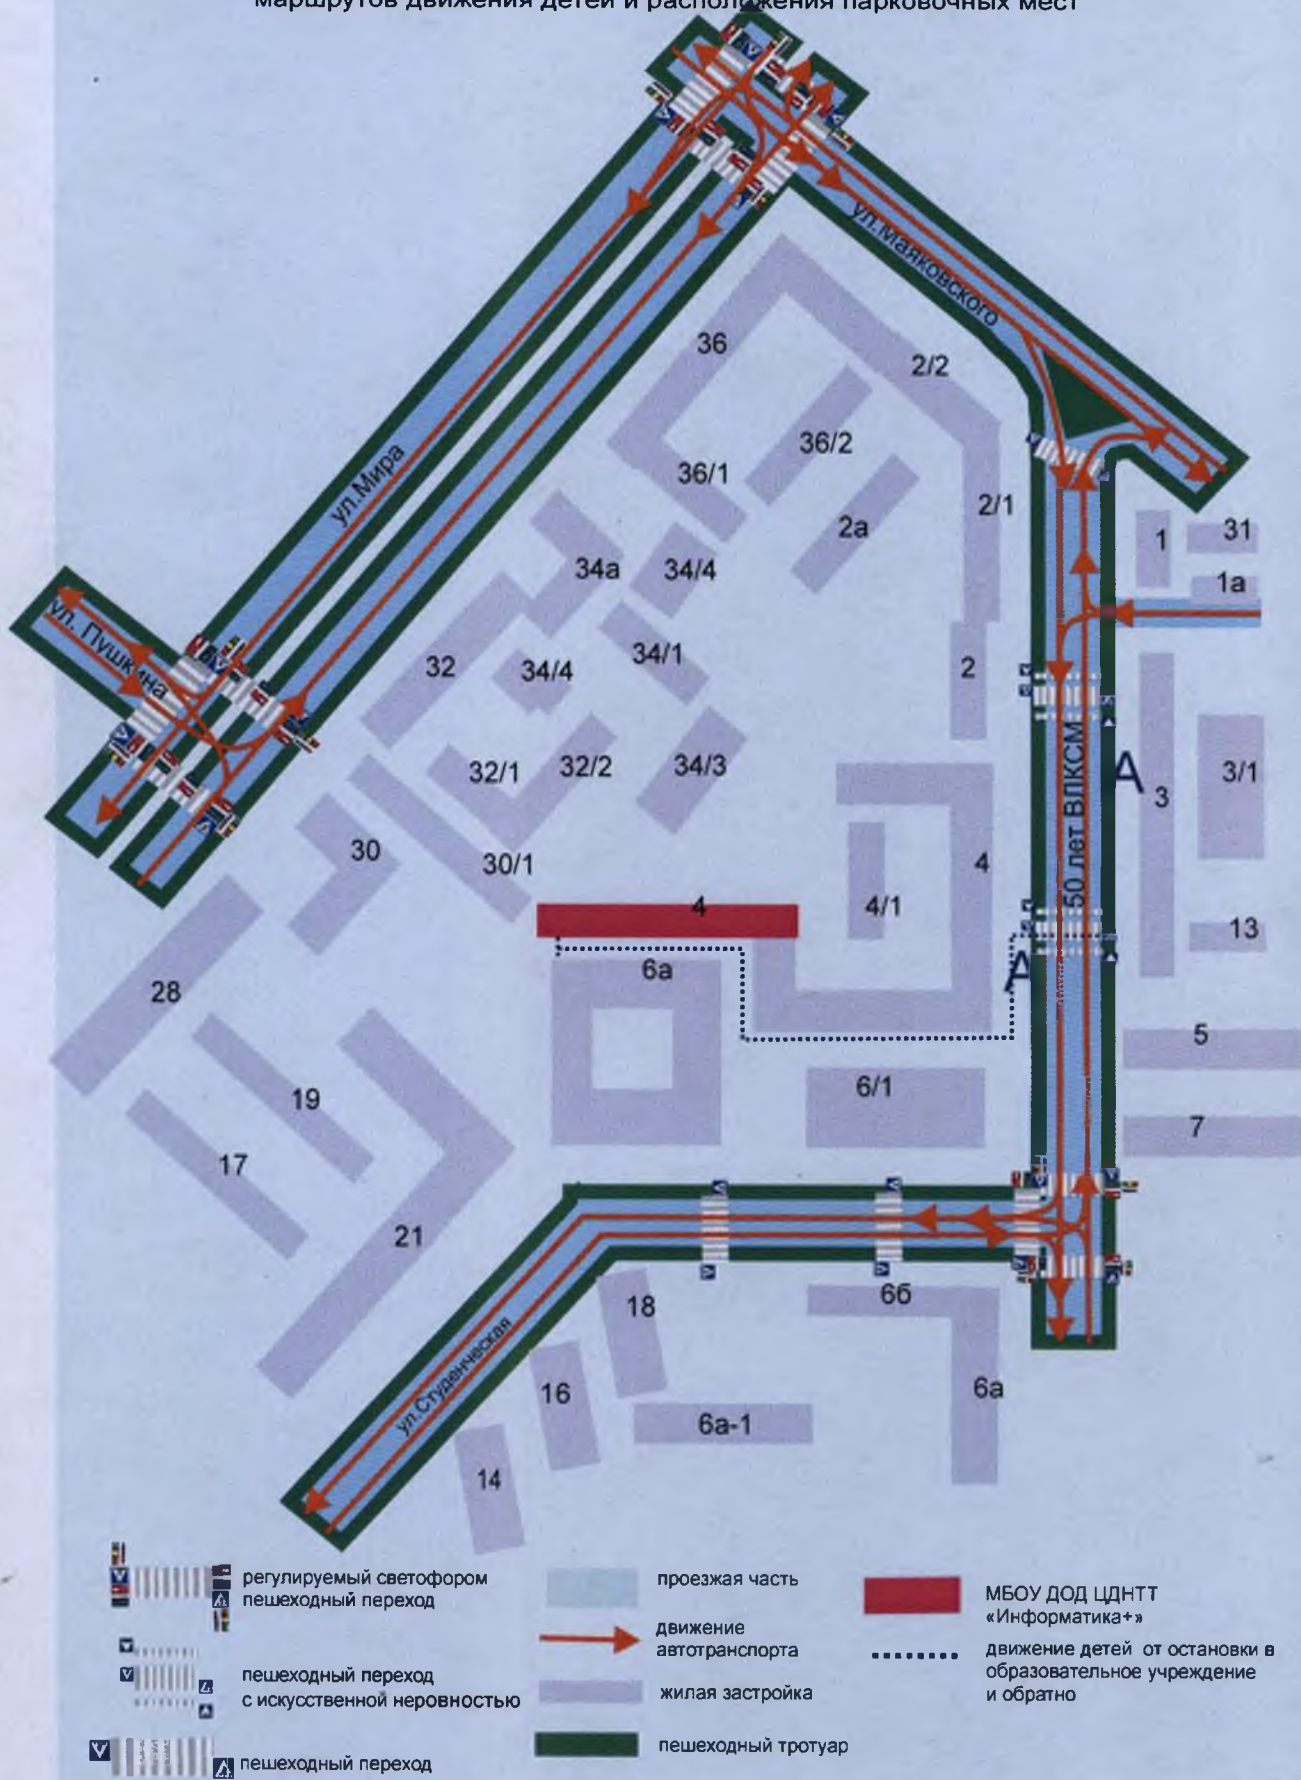 маршрутов движения детей и расположения парковочных мест
ул.Маяковского
36
2/2
36/2
ул.Мира
36/1
2/1
2а
1
31
34а
34/4
1а
ул. Пушкина
32
34/4
34/1
2
32/1
32/2
34/3
50 лет ВЛКСМ
А
3
3/1
30
30/1
4
4/1
4
13
6а
А
28
5
19
6/1
7
17
21
18
6б
ул.Студенческая
16
6а
6а-1
14
регулируемый светофором
пешеходный переход
пешеходный переход
с искусственной неровностью
пешеходный переход
проезжая часть
движение
автотранспорта
жилая застройка
пешеходный тротуар
МБОУ ДОД ЦДНТТ
«Информатика+»
движение детей от остановки в
образовательное учреждение
и обратно